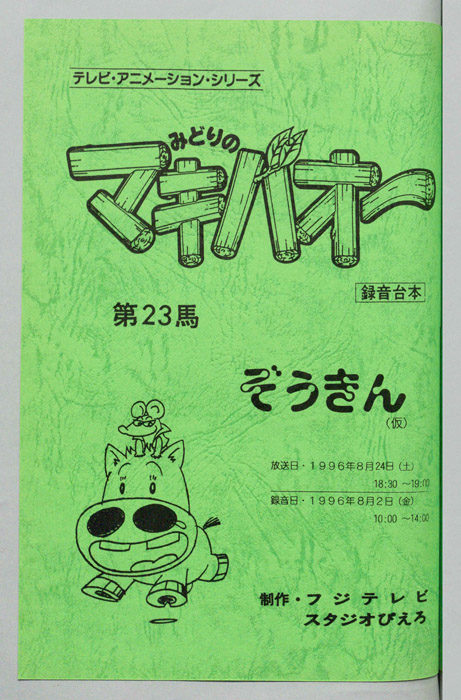 テレビ・アニメーション・シリーズ
みどりの
マキバオー
録音台本
第23馬
ぞうきん
(仮)
放送日・1996年8月24日(土)
18:30 〜19:00
録音日・1996年8月2日(金)
10:00 〜14:00
制作・フジテレビ
スタジオぴえろ